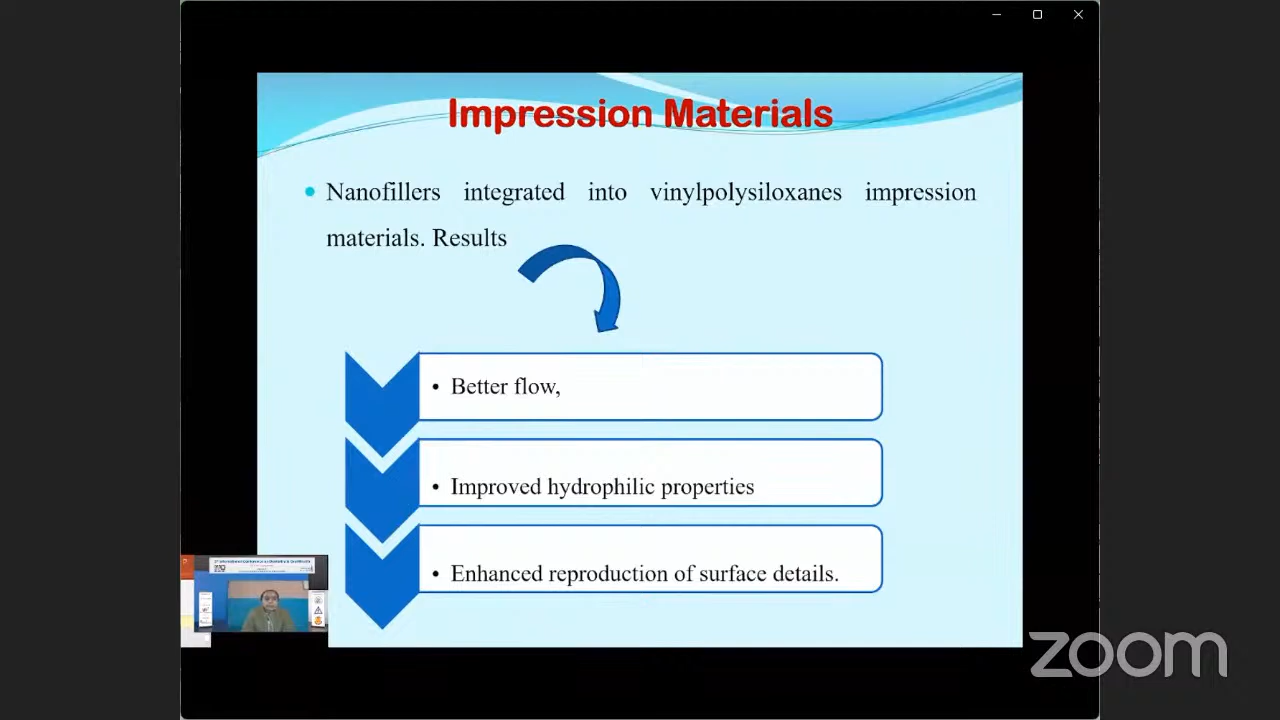 Impression Materials
• Nanofillers integrated into vinylpolysiloxanes impression
materials. Results
• Better flow,
• Improved hydrophilic properties
• Enhanced reproduction of surface details.
zoom